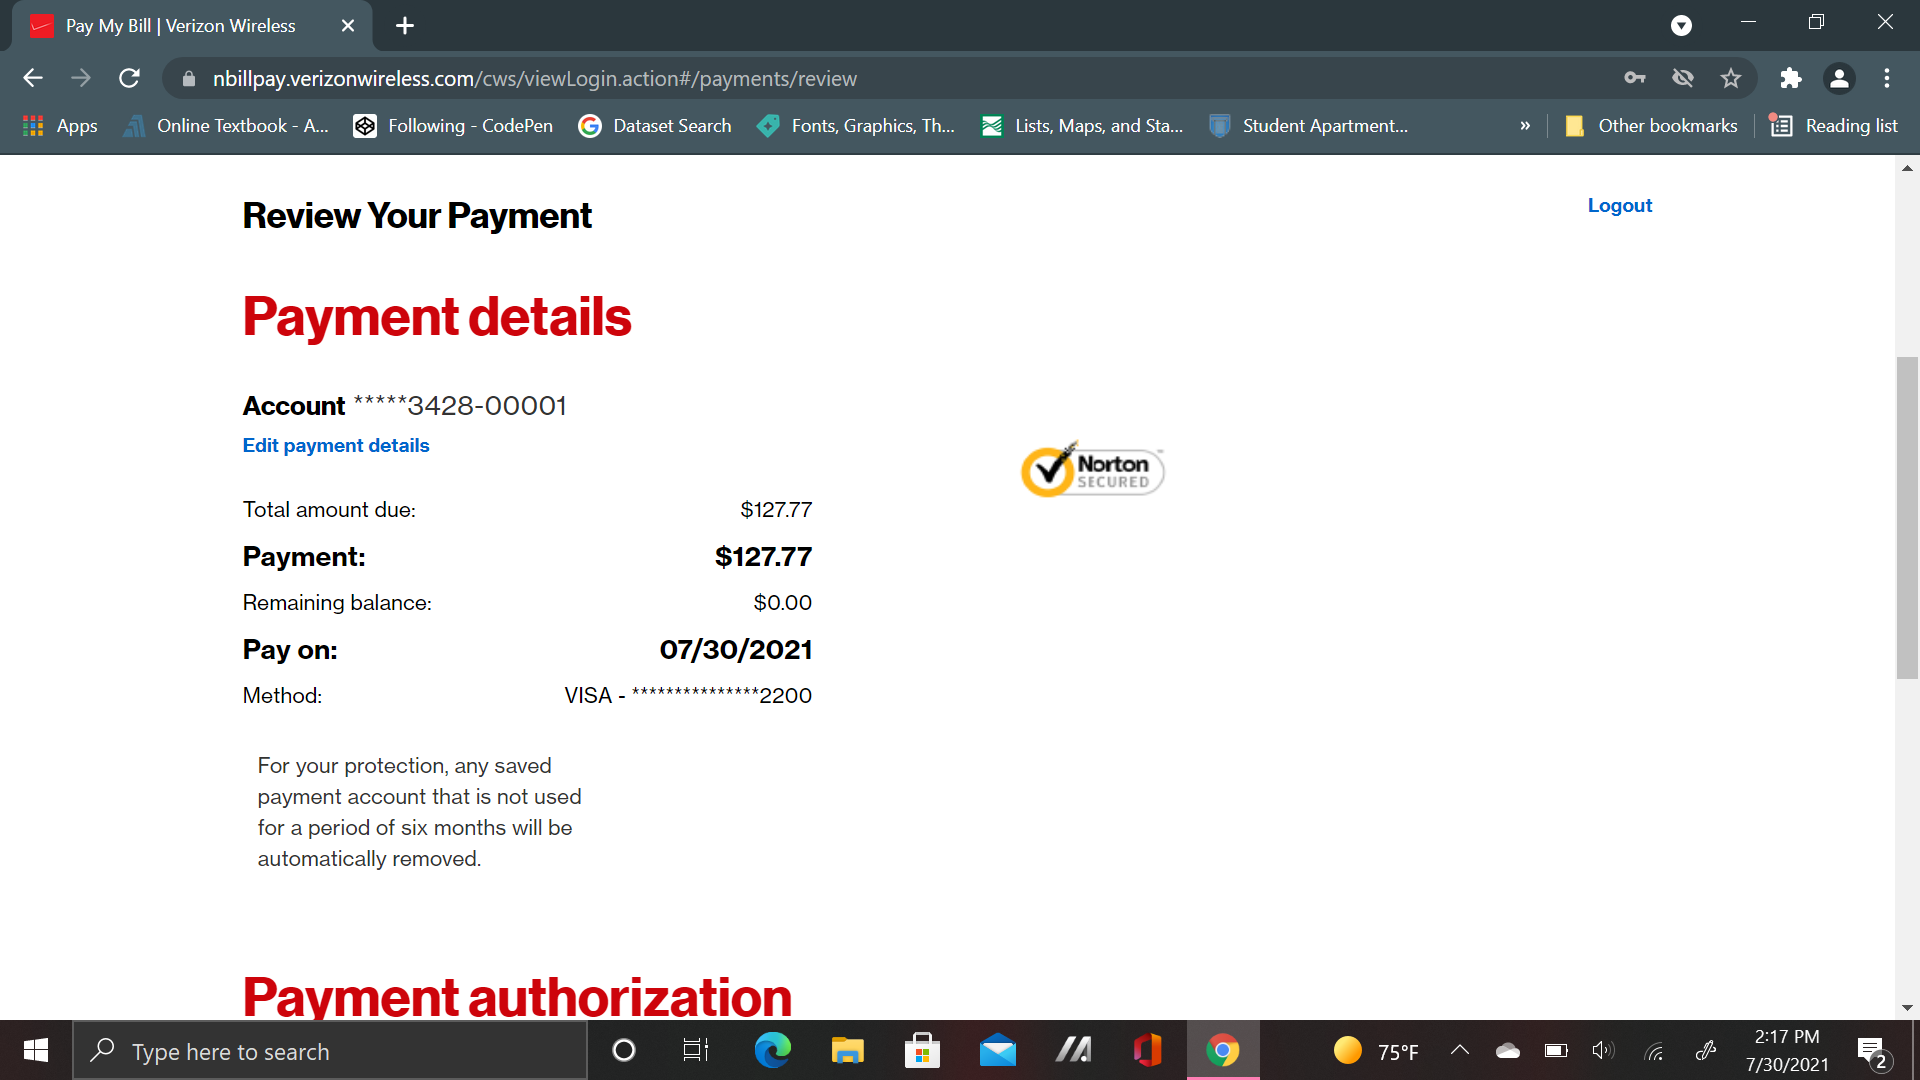 Pay My Bill | Verizon Wireless
nbillpay.verizonwireless.com/cws/viewLogin.action#/payments/review
Apps Online Textbook - A... Following - CodePen Dataset Search Fonts, Graphics, Th... Lists, Maps, and Sta... Student Apartment... » Other bookmarks Reading list
Review Your Payment Logout
Payment details
Account *****3428-00001
Edit payment details
Norton
SECURED
Total amount due: $127.77
Payment: $127.77
Remaining balance: $0.00
Pay on: 07/30/2021
Method: VISA - ***************2200
For your protection, any saved
payment account that is not used
for a period of six months will be
automatically removed.
Payment authorization
Type here to search 75°F 2:17 PM
7/30/2021 2